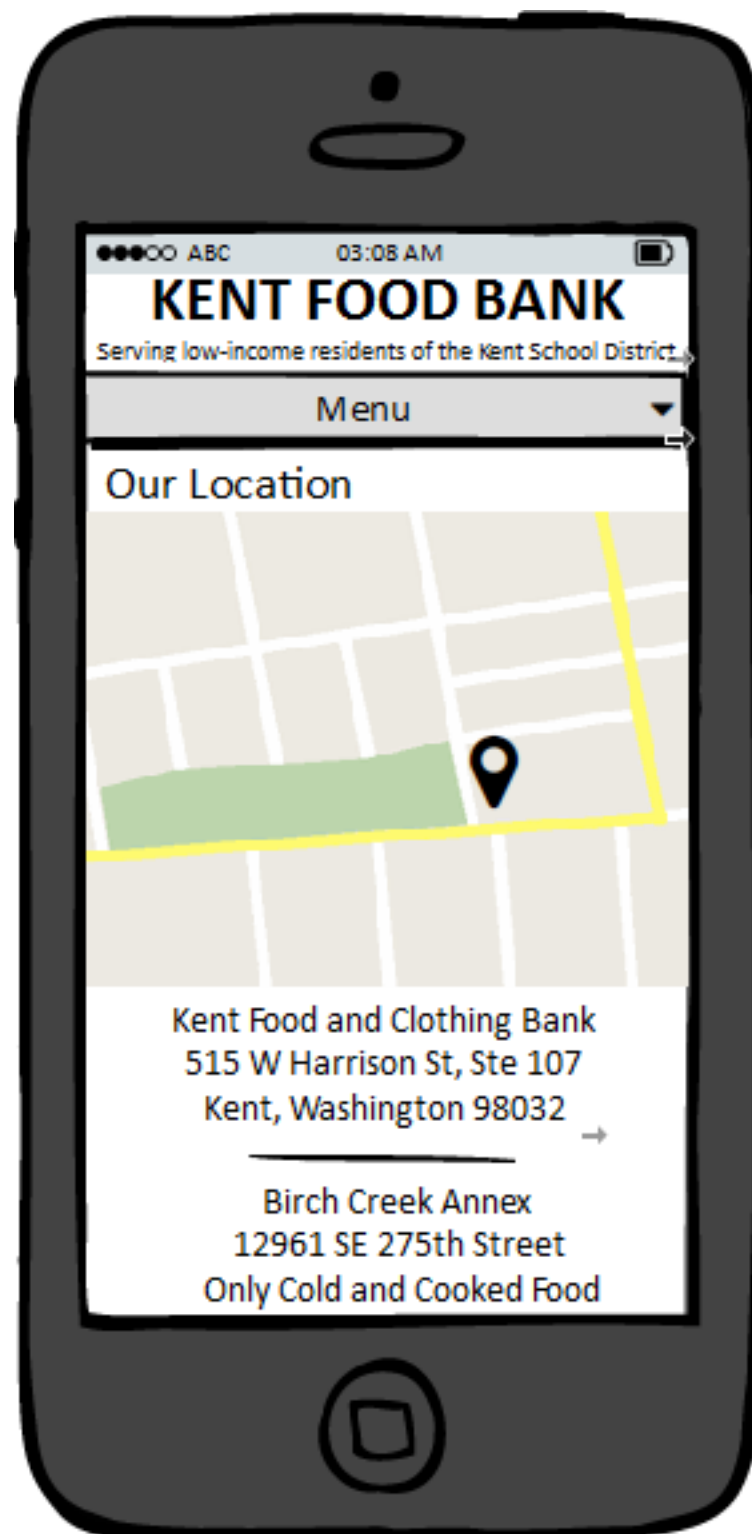 ABC 03:08 AM
KENT FOOD BANK
Serving low-income residents of the Kent School District
Menu
Our Location
Kent Food and Clothing Bank
515 W Harrison St, Ste 107
Kent, Washington 98032
Birch Creek Annex
12961 SE 275th Street
Only Cold and Cooked Food